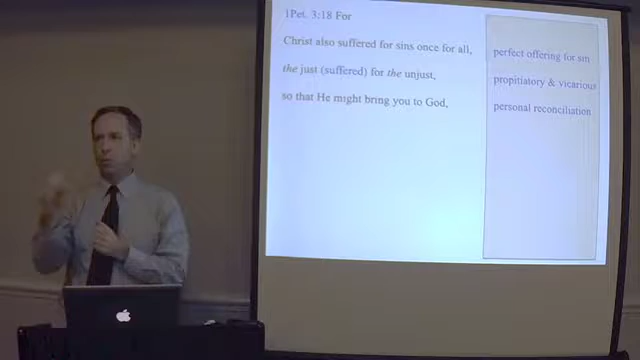 1Pet. 3:18 For
Christ also suffered for sins once for all,
the just (suffered) for the unjust,
so that He might bring you to God,
perfect offering for sin
propitiatory & vicarious
personal reconciliation